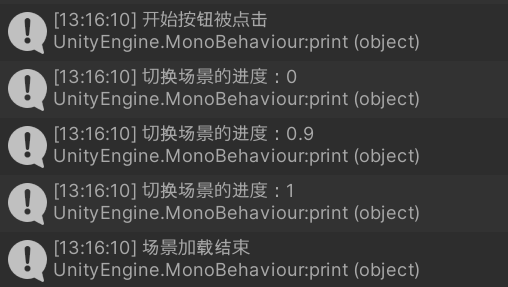 [13:16:10] 开始按钮被点击
UnityEngine.MonoBehaviour:print (object)
[13:16:10] 切换场景的进度：0
UnityEngine.MonoBehaviour:print (object)
[13:16:10] 切换场景的进度：0.9
UnityEngine.MonoBehaviour:print (object)
[13:16:10] 切换场景的进度：1
UnityEngine.MonoBehaviour:print (object)
[13:16:10] 场景加载结束
UnityEngine.MonoBehaviour:print (object)